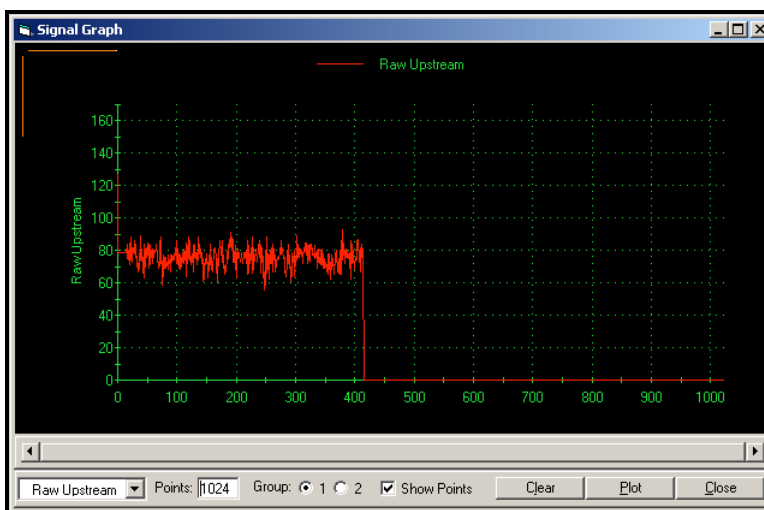 Signal Graph
Raw Upstream
Raw Upstream
160
140
120
100
80
60
40
20
0
0 100 200 300 400 500 600 700 800 900 1000
Raw Upstream Points: 1024 Group: 1 2 Show Points Clear Plot Close